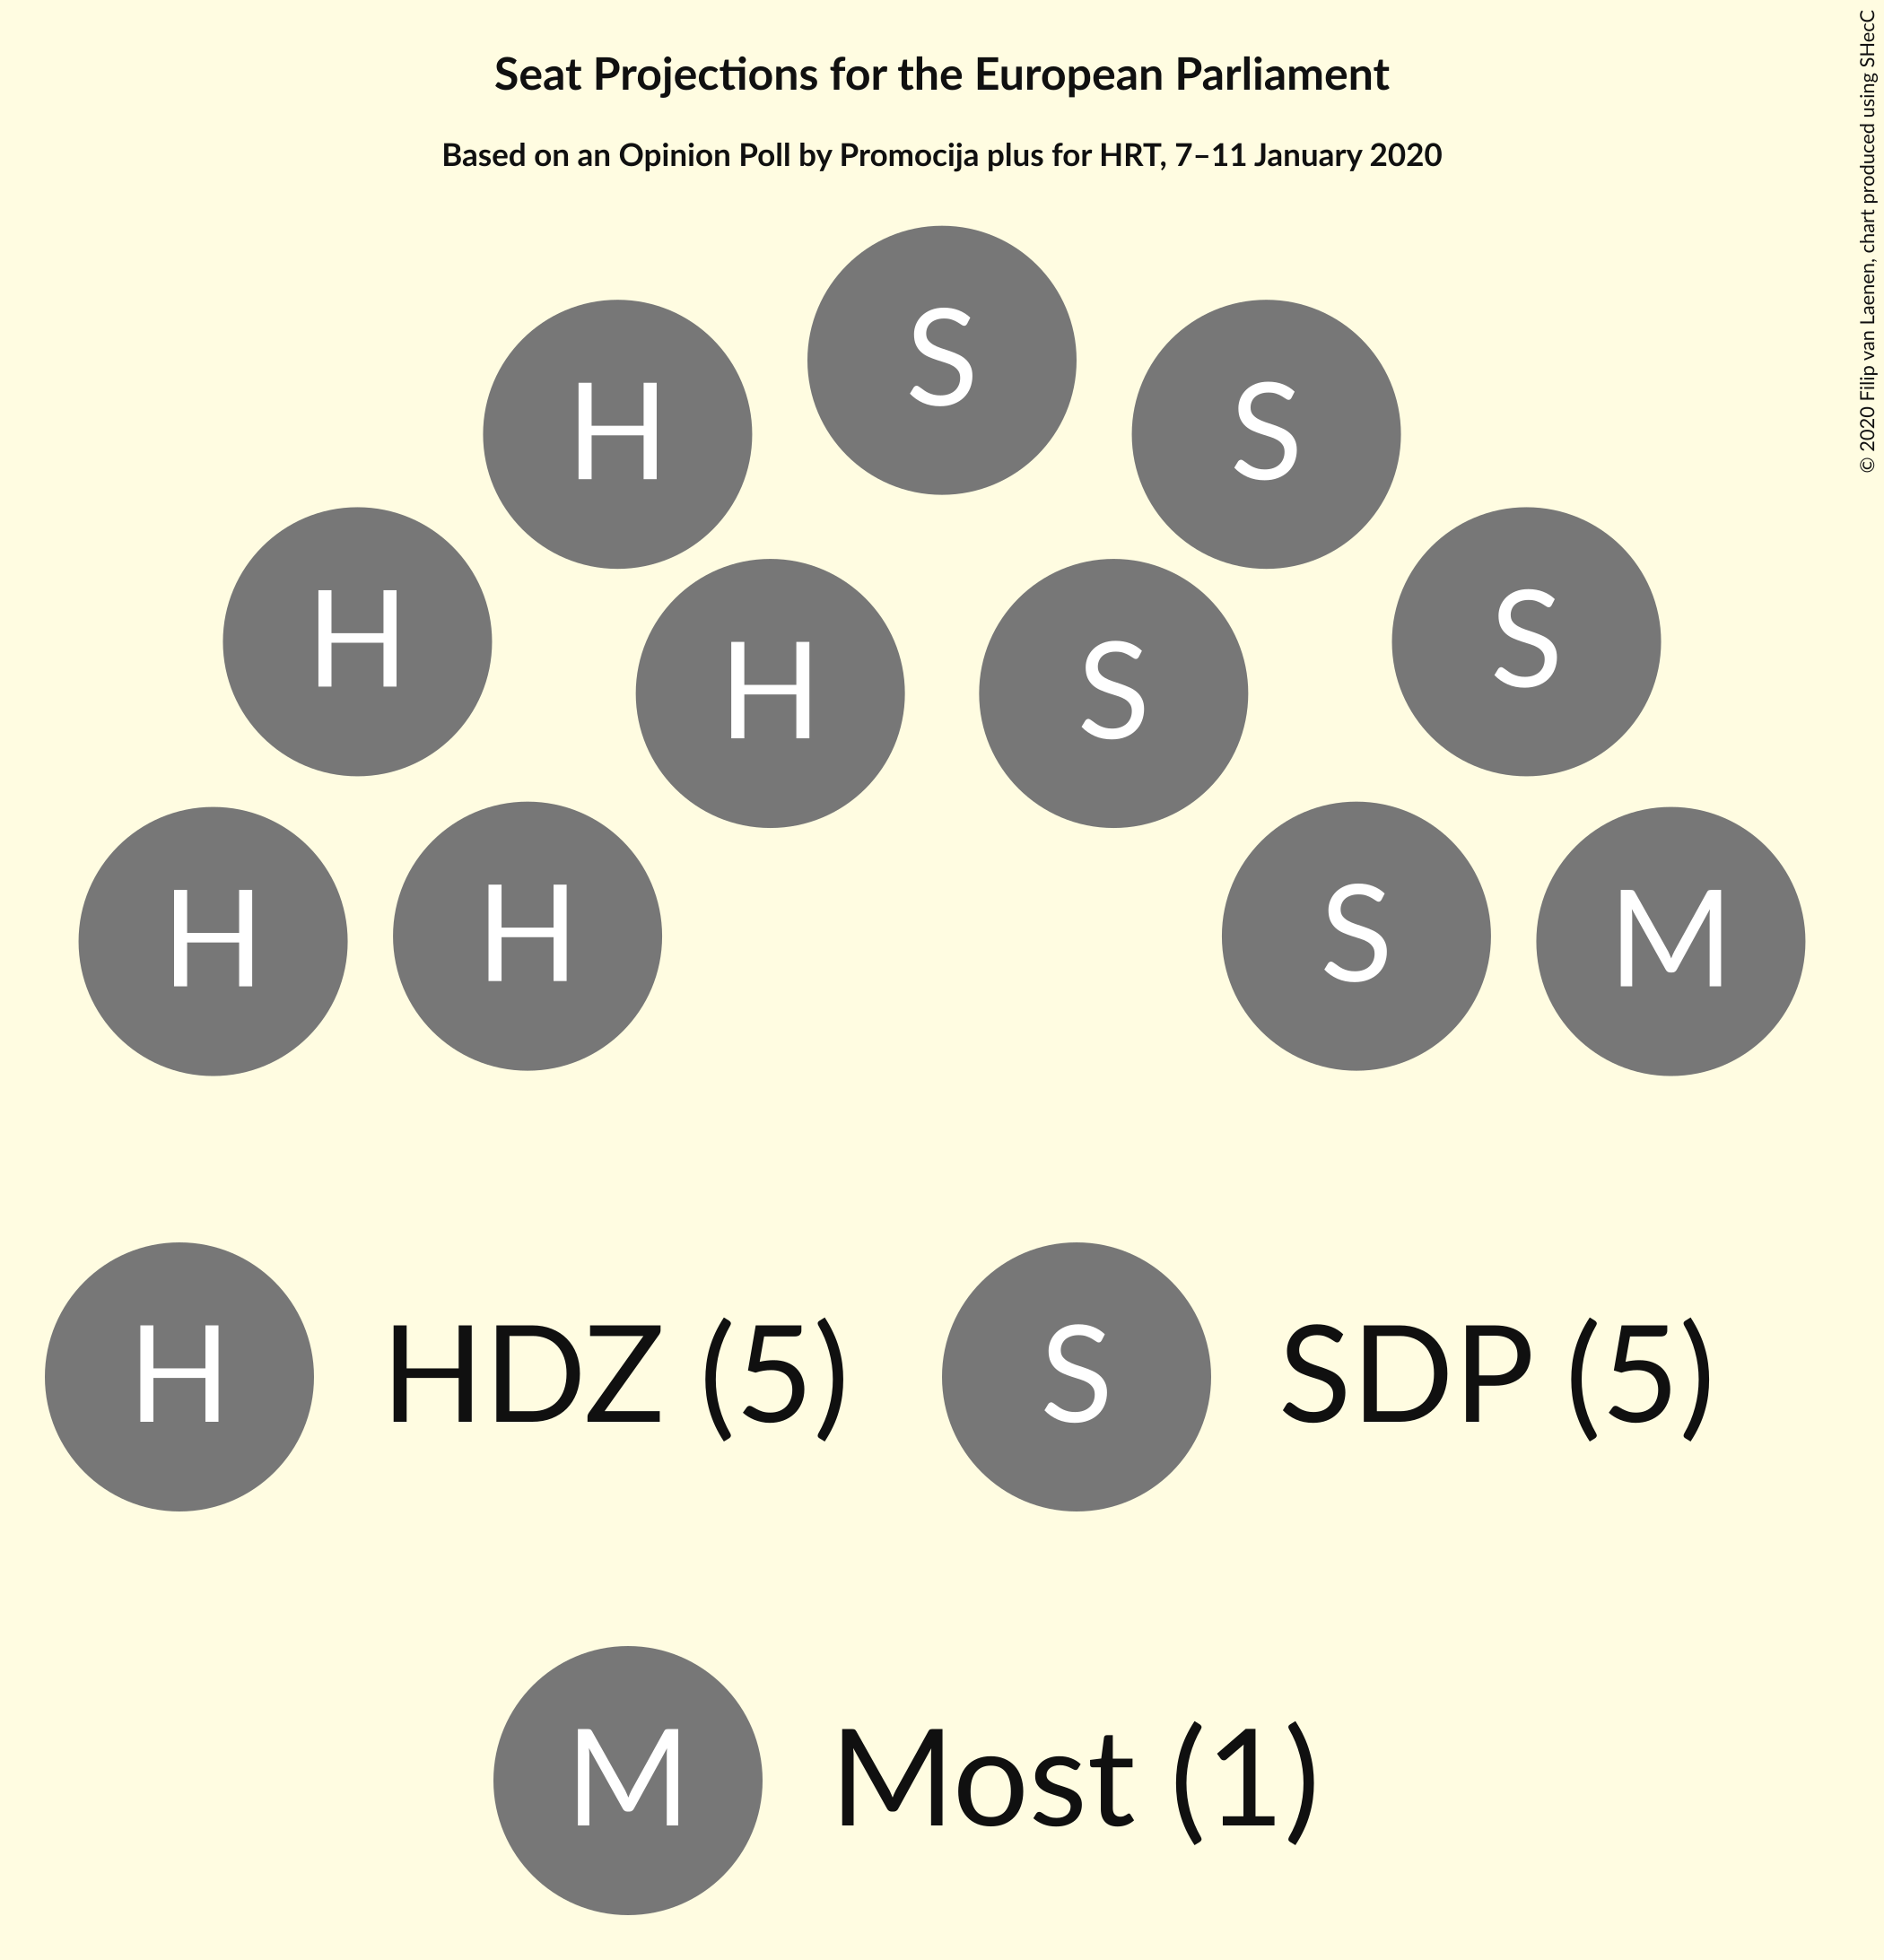 Seat Projections for the European Parliament
Based on an Opinion Poll by Promocija plus for HRT, 7–11 January 2020
© 2020 Filip van Laenen, chart produced using SHecC
S
H
S
H
S
H
S
H
H
S
M
H
HDZ (5)
S
SDP (5)
M
Most (1)